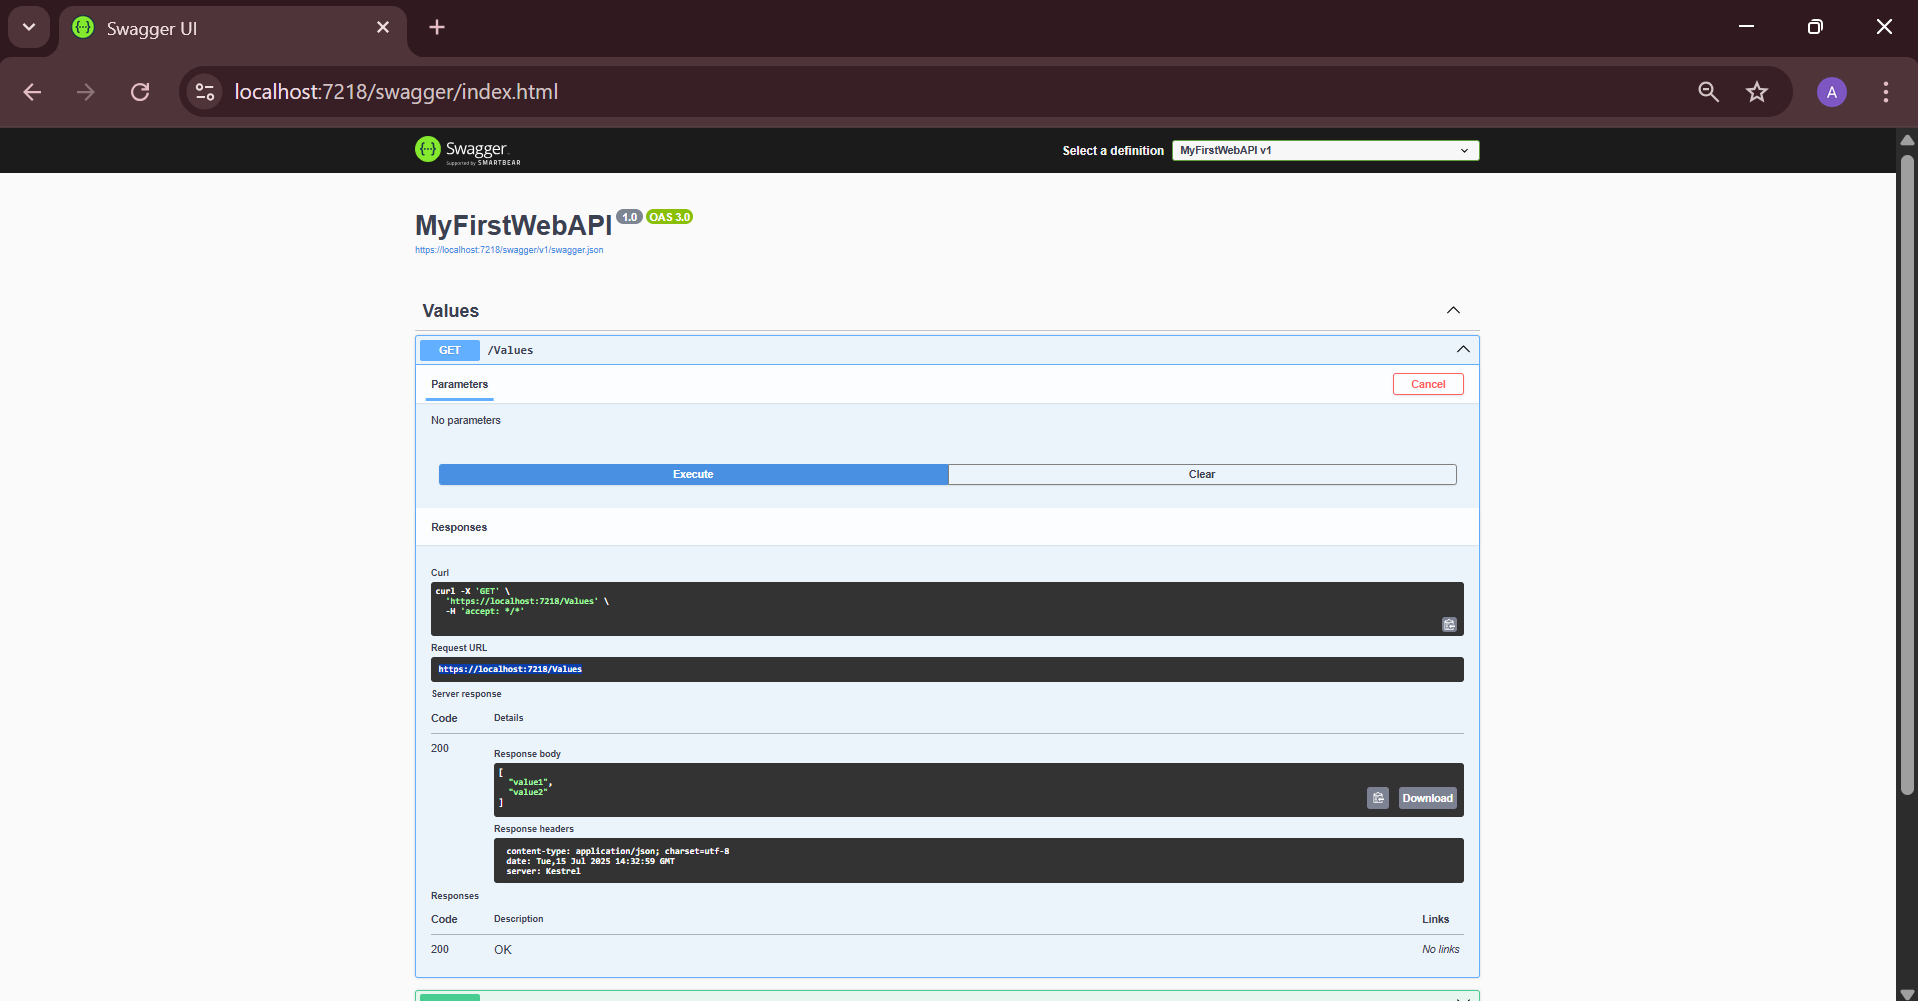 Swagger UI
localhost:7218/swagger/index.html
A
Swagger
Supported by SMARTBEAR
Select a definition
MyFirstWebAPI v1
MyFirstWebAPI 1.0 OAS 3.0
https://localhost:7218/swagger/v1/swagger.json
Values
GET /Values
Parameters
Cancel
No parameters
Execute
Clear
Responses
Curl
curl -X 'GET' \
'https://localhost:7218/Values' \
-H 'accept: */*'
Request URL
https://localhost:7218/Values
Server response
Code Details
200
Response body
[
"value1",
"value2"
]
Download
Response headers
content-type: application/json; charset=utf-8
date: Tue,15 Jul 2025 14:32:59 GMT
server: Kestrel
Responses
Code Description Links
200 OK No links